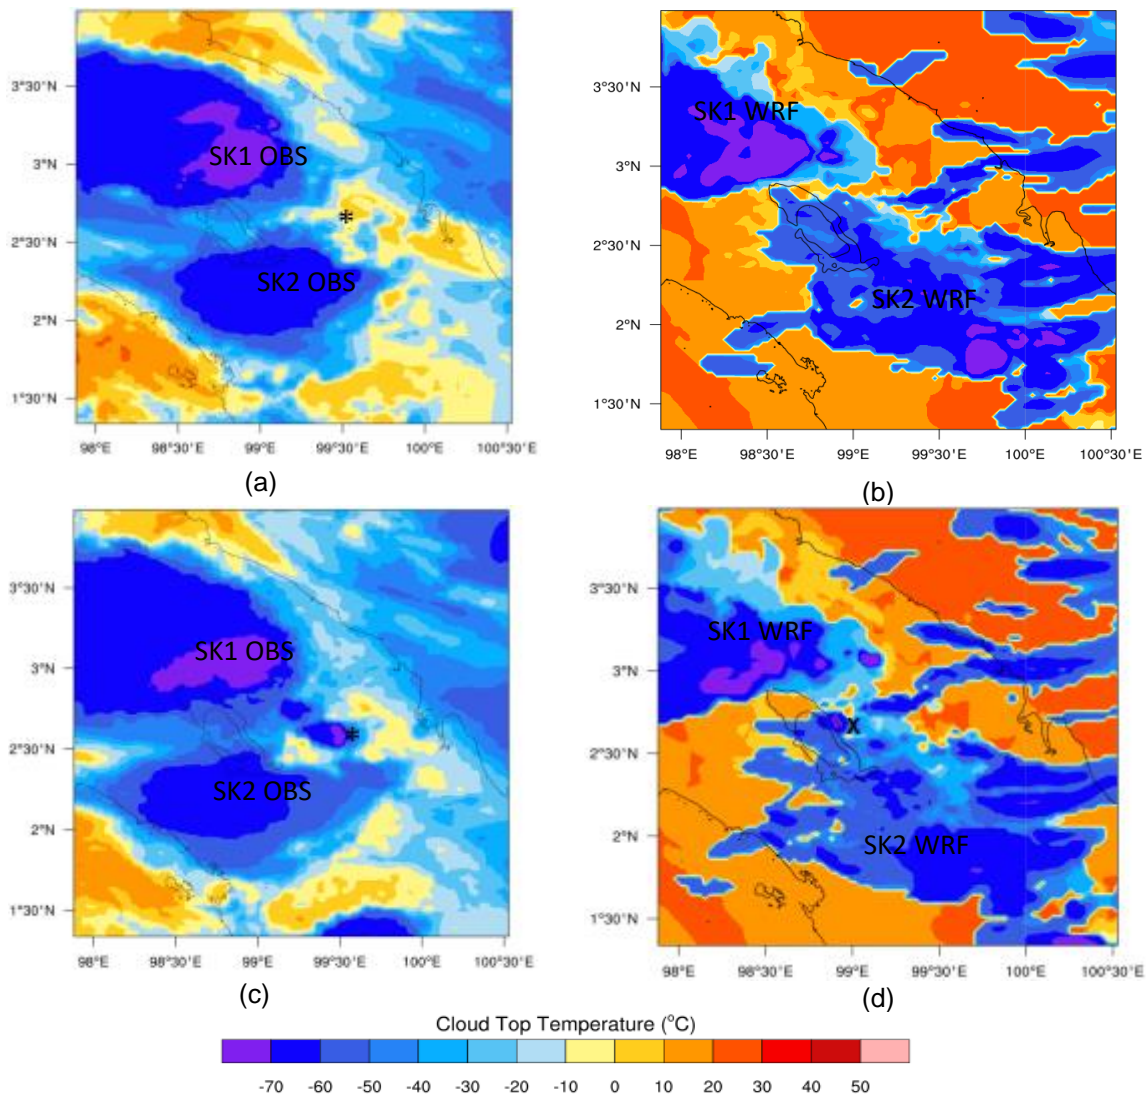 3°30'N
3°N
2°30'N
2°N
1°30'N
SK1 OBS
*
SK2 OBS
98°E 98°30'E 99°E 99°30'E 100°E 100°30'E
(a)
3°30'N
3°N
2°30'N
2°N
1°30'N
SK1 WRF
SK2 WRF
98°E 98°30'E 99°E 99°30'E 100°E 100°30'E
(b)
3°30'N
3°N
2°30'N
2°N
1°30'N
SK1 OBS
*
SK2 OBS
98°E 98°30'E 99°E 99°30'E 100°E 100°30'E
(c)
3°30'N
3°N
2°30'N
2°N
1°30'N
SK1 WRF
x
SK2 WRF
98°E 98°30'E 99°E 99°30'E 100°E 100°30'E
(d)
Cloud Top Temperature (°C)
-70 -60 -50 -40 -30 -20 -10 0 10 20 30 40 50